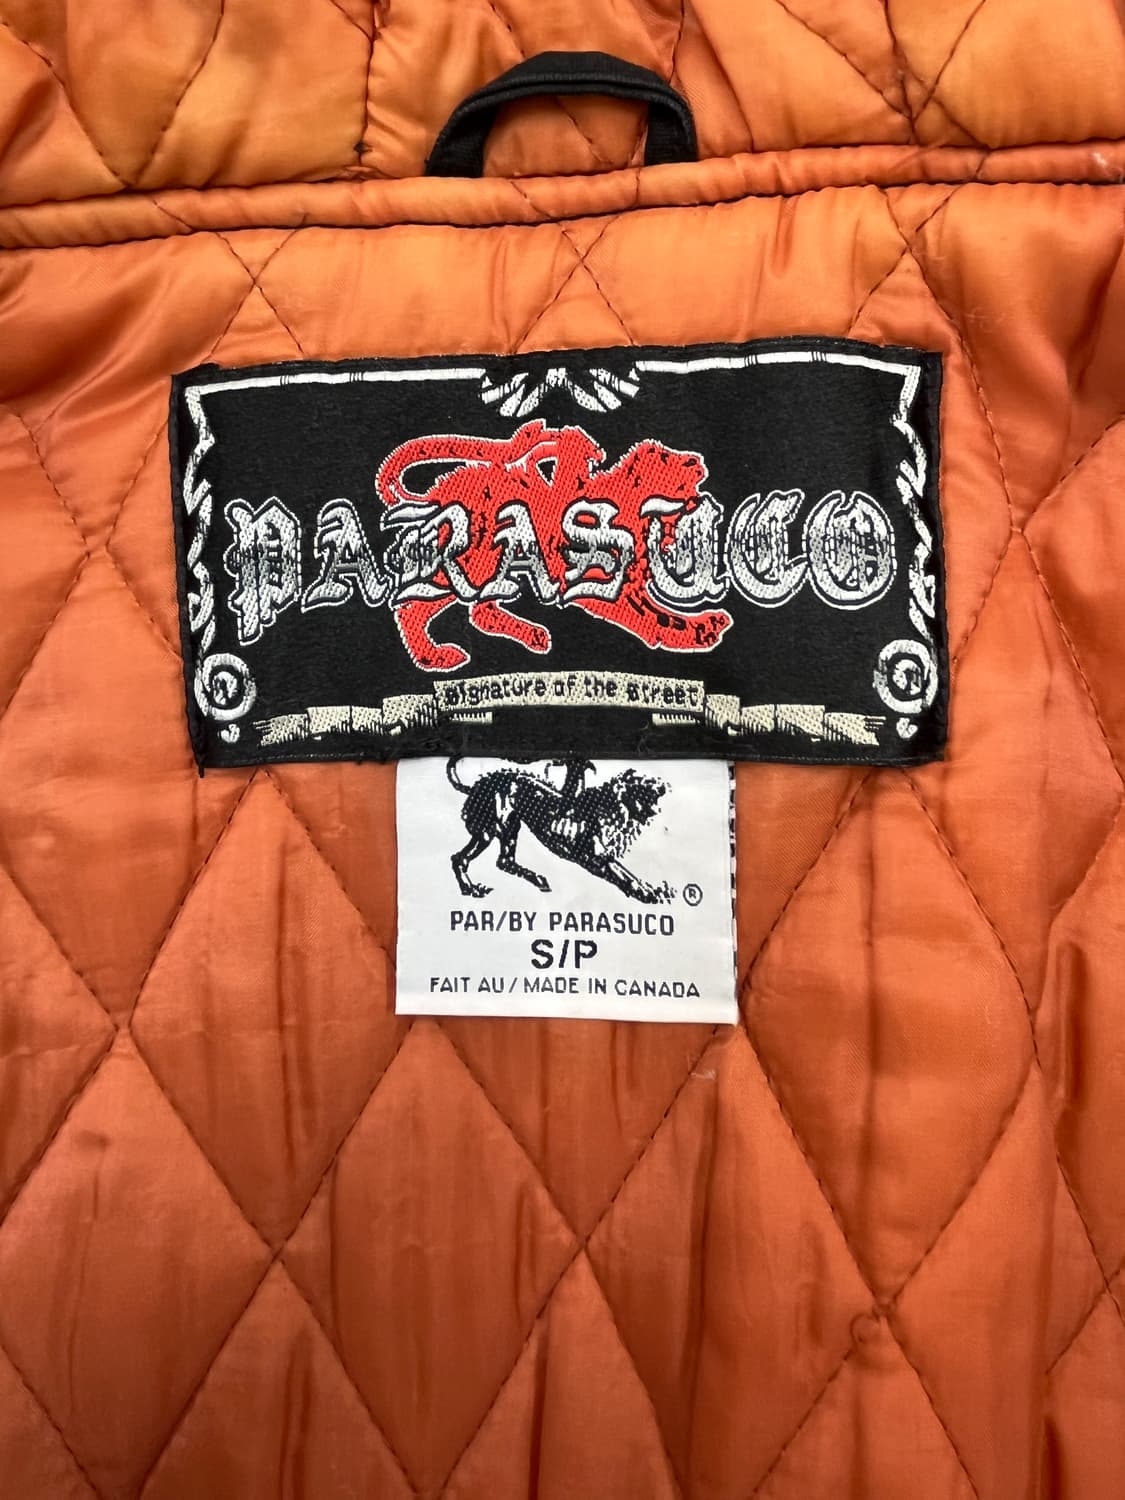 PARASUCO
signature of the street
®
PAR/BY PARASUCO
S/P
FAIT AU / MADE IN CANADA